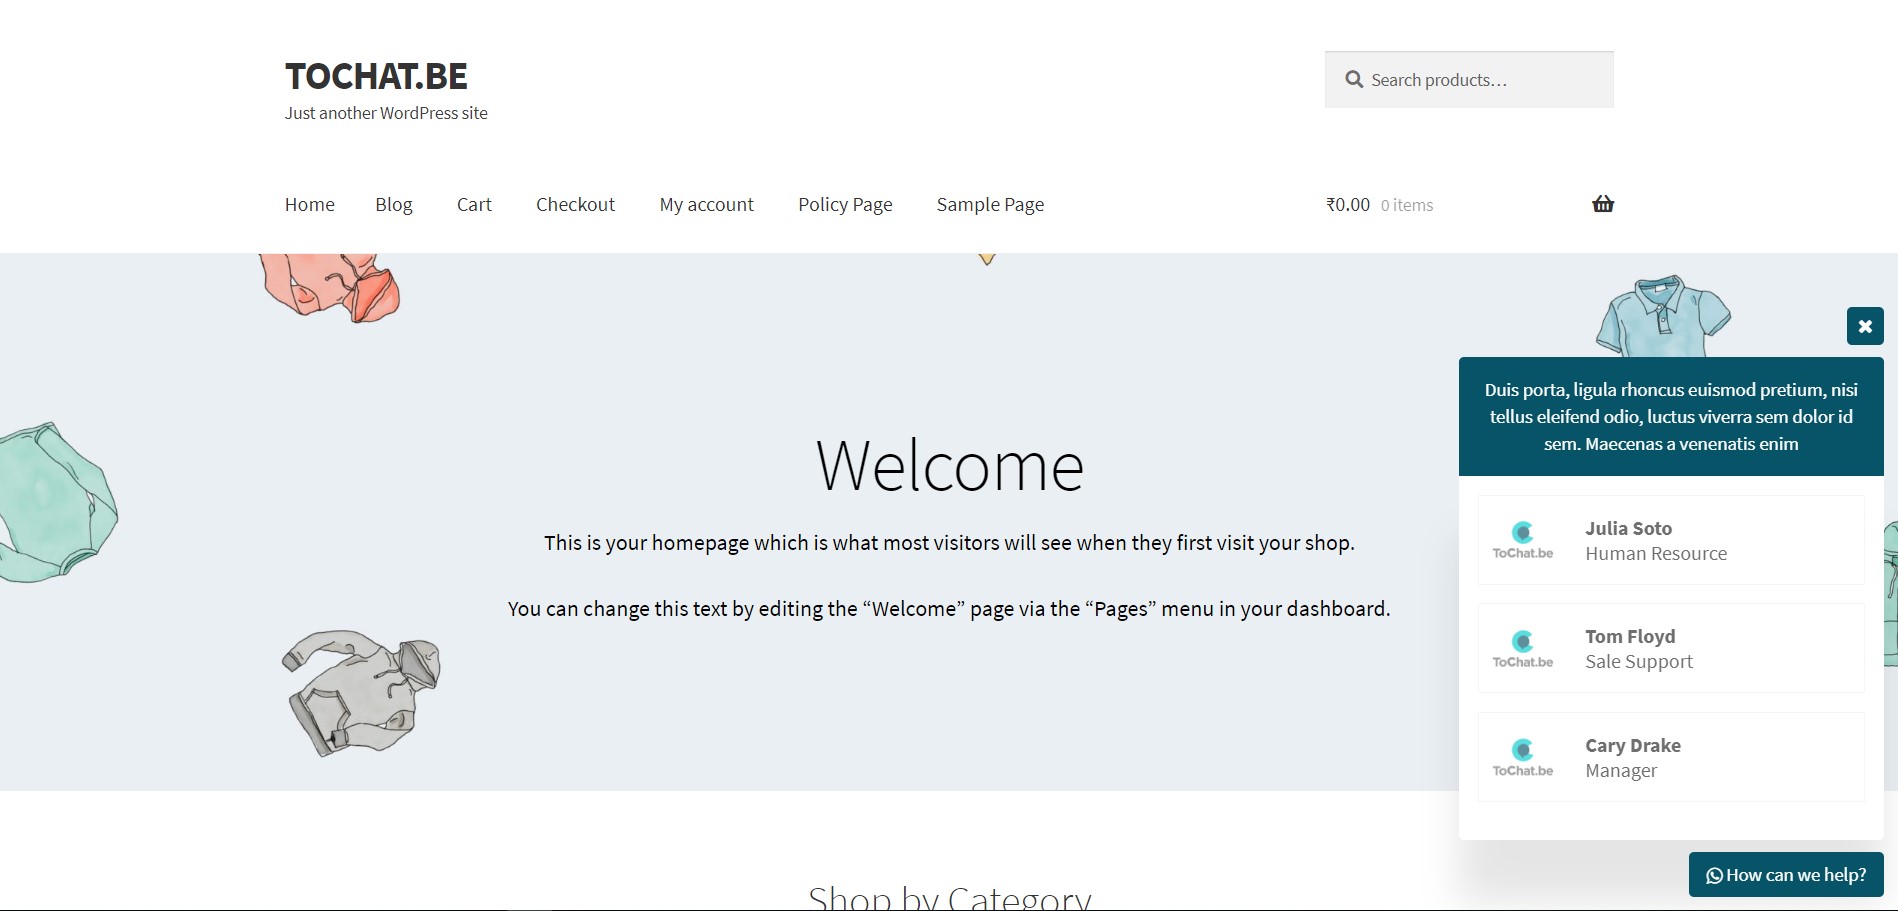 TOCHAT.BE
Just another WordPress site
Search products…
Home Blog Cart Checkout My account Policy Page Sample Page ₹0.00 0 items
Welcome
This is your homepage which is what most visitors will see when they first visit your shop.
You can change this text by editing the “Welcome” page via the “Pages” menu in your dashboard.
Shop by Category
Duis porta, ligula rhoncus euismod pretium, nisi
tellus eleifend odio, luctus viverra sem dolor id
sem. Maecenas a venenatis enim
ToChat.be
Julia Soto
Human Resource
ToChat.be
Tom Floyd
Sale Support
ToChat.be
Cary Drake
Manager
How can we help?